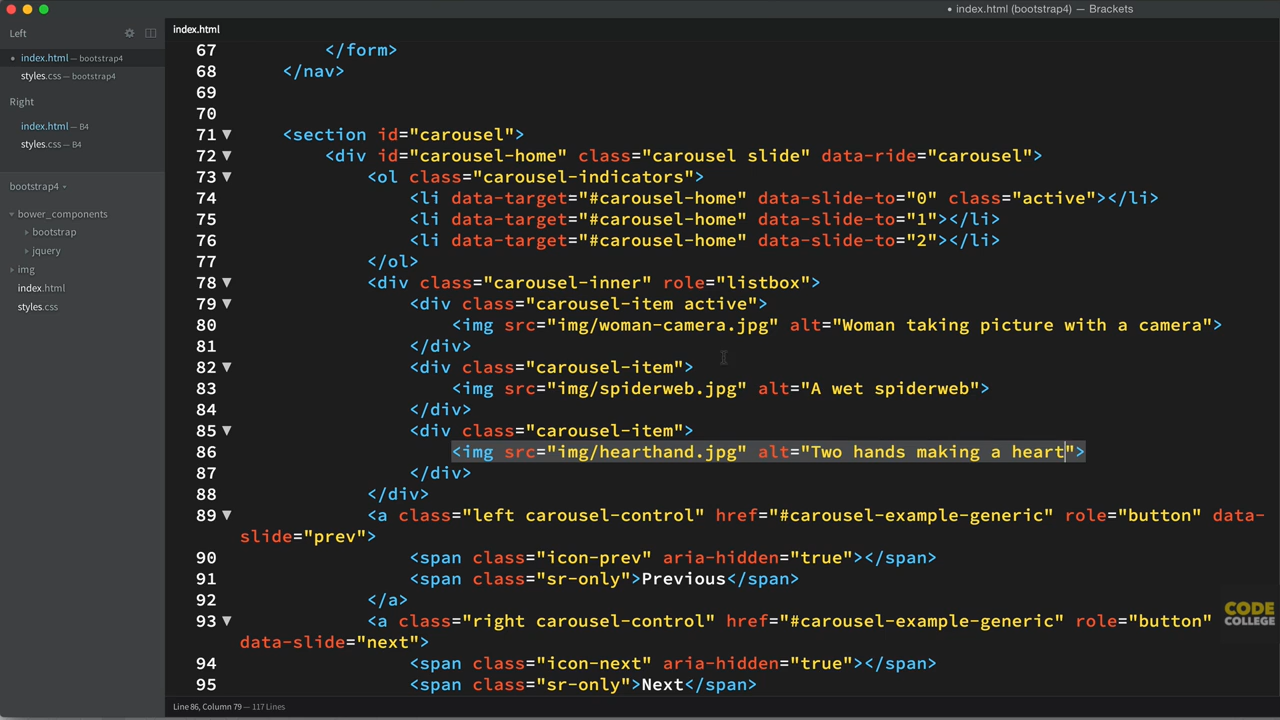 • index.html (bootstrap4) — Brackets
Left
index.html
• index.html — bootstrap4
styles.css — bootstrap4
Right
index.html — B4
styles.css — B4
bootstrap4
bower_components
bootstrap
jquery
img
index.html
styles.css
67 </form>
68 </nav>
69
70
71 <section id="carousel">
72 <div id="carousel-home" class="carousel slide" data-ride="carousel">
73 <ol class="carousel-indicators">
74 <li data-target="#carousel-home" data-slide-to="0" class="active"></li>
75 <li data-target="#carousel-home" data-slide-to="1"></li>
76 <li data-target="#carousel-home" data-slide-to="2"></li>
77 </ol>
78 <div class="carousel-inner" role="listbox">
79 <div class="carousel-item active">
80 <img src="img/woman-camera.jpg" alt="Woman taking picture with a camera">
81 </div>
82 <div class="carousel-item">
83 <img src="img/spiderweb.jpg" alt="A wet spiderweb">
84 </div>
85 <div class="carousel-item">
86 <img src="img/hearthand.jpg" alt="Two hands making a heart">
87 </div>
88 </div>
89 <a class="left carousel-control" href="#carousel-example-generic" role="button" data-
slide="prev">
90 <span class="icon-prev" aria-hidden="true"></span>
91 <span class="sr-only">Previous</span>
92 </a>
93 <a class="right carousel-control" href="#carousel-example-generic" role="button"
data-slide="next">
94 <span class="icon-next" aria-hidden="true"></span>
95 <span class="sr-only">Next</span>
CODE
COLLEGE
Line 86, Column 79 — 117 Lines